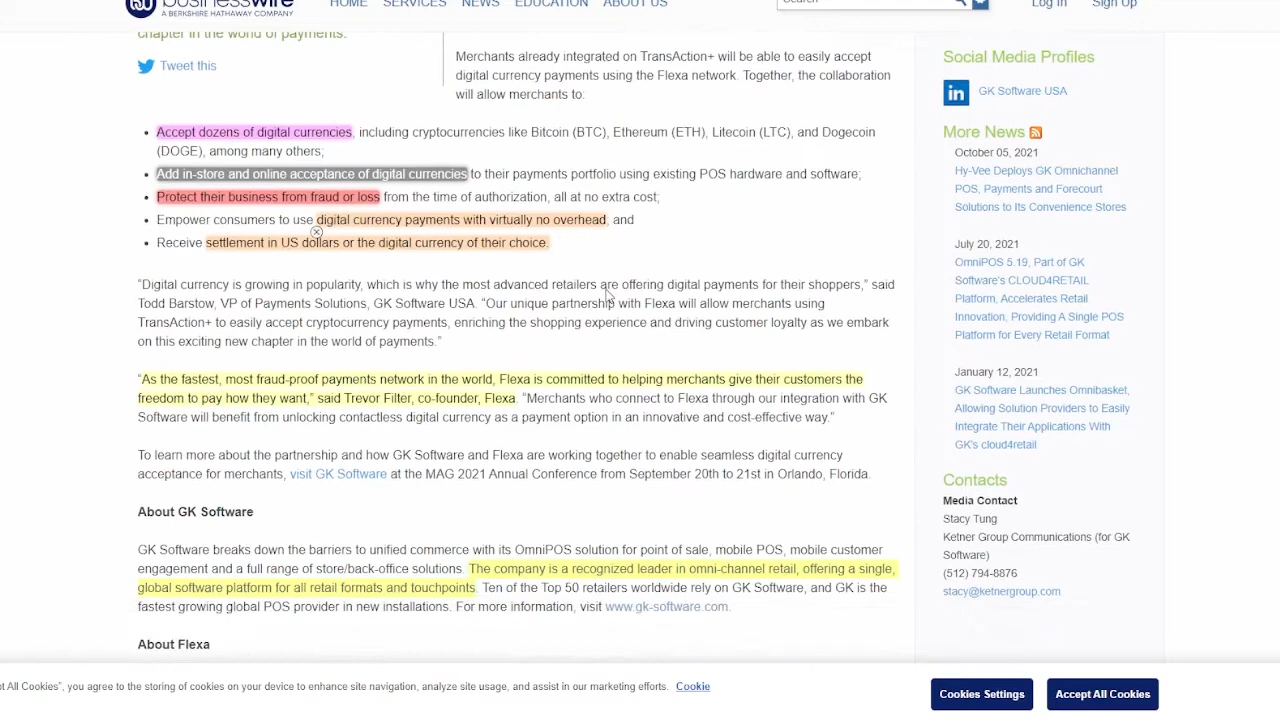 businesswire
A BERKSHIRE HATHAWAY COMPANY
HOME SERVICES NEWS EDUCATION ABOUT US
Search
Log In Sign Up
chapter in the world of payments.
Tweet this
Merchants already integrated on TransAction+ will be able to easily accept
digital currency payments using the Flexa network. Together, the collaboration
will allow merchants to:
• Accept dozens of digital currencies, including cryptocurrencies like Bitcoin (BTC), Ethereum (ETH), Litecoin (LTC), and Dogecoin
(DOGE), among many others;
• Add in-store and online acceptance of digital currencies to their payments portfolio using existing POS hardware and software;
• Protect their business from fraud or loss from the time of authorization, all at no extra cost;
• Empower consumers to use digital currency payments with virtually no overhead, and
• Receive settlement in US dollars or the digital currency of their choice.
“Digital currency is growing in popularity, which is why the most advanced retailers are offering digital payments for their shoppers,” said
Todd Barstow, VP of Payments Solutions, GK Software USA. “Our unique partnership with Flexa will allow merchants using
TransAction+ to easily accept cryptocurrency payments, enriching the shopping experience and driving customer loyalty as we embark
on this exciting new chapter in the world of payments.”
“As the fastest, most fraud-proof payments network in the world, Flexa is committed to helping merchants give their customers the
freedom to pay how they want,” said Trevor Filter, co-founder, Flexa. “Merchants who connect to Flexa through our integration with GK
Software will benefit from unlocking contactless digital currency as a payment option in an innovative and cost-effective way.”
To learn more about the partnership and how GK Software and Flexa are working together to enable seamless digital currency
acceptance for merchants, visit GK Software at the MAG 2021 Annual Conference from September 20th to 21st in Orlando, Florida.
About GK Software
GK Software breaks down the barriers to unified commerce with its OmniPOS solution for point of sale, mobile POS, mobile customer
engagement and a full range of store/back-office solutions. The company is a recognized leader in omni-channel retail, offering a single,
global software platform for all retail formats and touchpoints. Ten of the Top 50 retailers worldwide rely on GK Software, and GK is the
fastest growing global POS provider in new installations. For more information, visit www.gk-software.com.
About Flexa
Social Media Profiles
in GK Software USA
More News
October 05, 2021
Hy-Vee Deploys GK Omnichannel
POS, Payments and Forecourt
Solutions to Its Convenience Stores
July 20, 2021
OmniPOS 5.19, Part of GK
Software's CLOUD4RETAIL
Platform, Accelerates Retail
Innovation, Providing A Single POS
Platform for Every Retail Format
January 12, 2021
GK Software Launches Omnibasket,
Allowing Solution Providers to Easily
Integrate Their Applications With
GK's cloud4retail
Contacts
Media Contact
Stacy Tung
Ketner Group Communications (for GK
Software)
(512) 794-8876
stacy@ketnergroup.com
pt All Cookies”, you agree to the storing of cookies on your device to enhance site navigation, analyze site usage, and assist in our marketing efforts. Cookie
Cookies Settings
Accept All Cookies